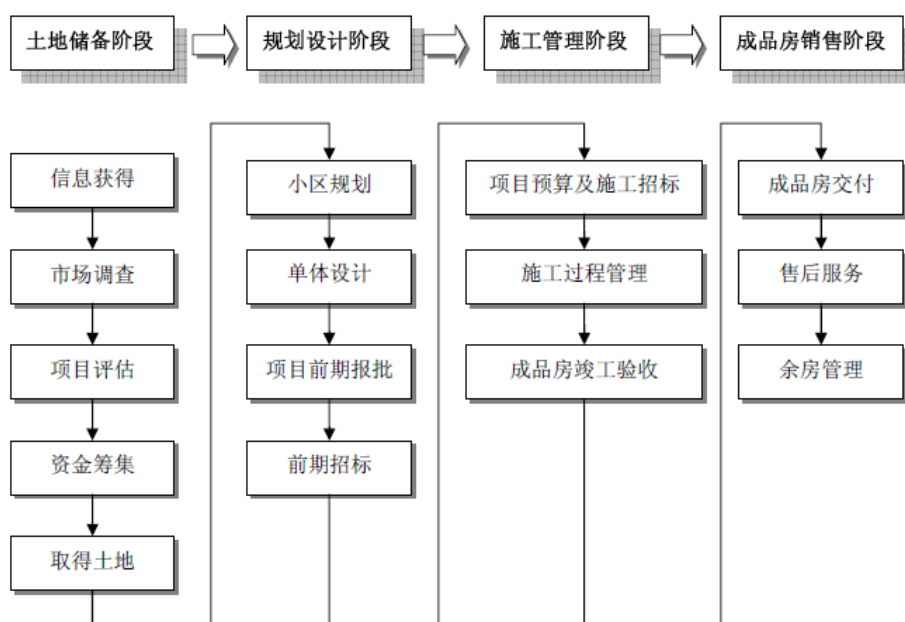 土地储备阶段
规划设计阶段
施工管理阶段
成品房销售阶段
信息获得
市场调查
项目评估
资金筹集
取得土地
小区规划
单体设计
项目前期报批
前期招标
项目预算及施工招标
施工过程管理
成品房竣工验收
成品房交付
售后服务
余房管理